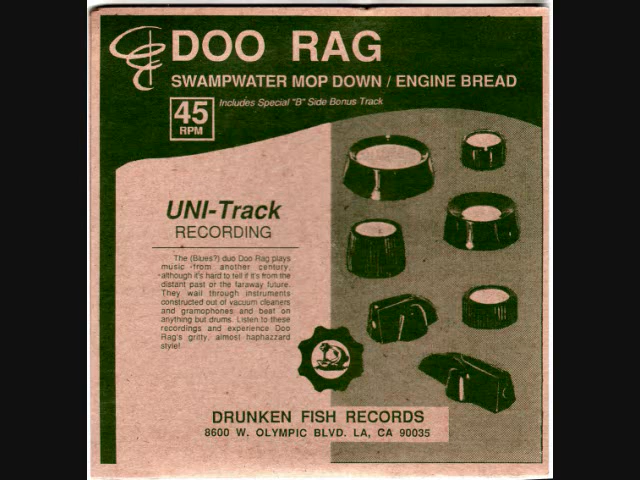 DOO RAG
SWAMPWATER MOP DOWN / ENGINE BREAD
45
RPM
Includes Special "B" Side Bonus Track
UNI-Track
RECORDING
The (Blues?) duo Doo Rag plays
music from another century,
although it's hard to tell if it's from the
distant past or the faraway future.
They wail through instruments
constructed out of vacuum cleaners
and gramophones and beat on
anything but drums. Listen to these
recordings and experience Doo
Rag's gritty, almost haphazzard
style!
DRUNKEN FISH RECORDS
8600 W. OLYMPIC BLVD. LA, CA 90035